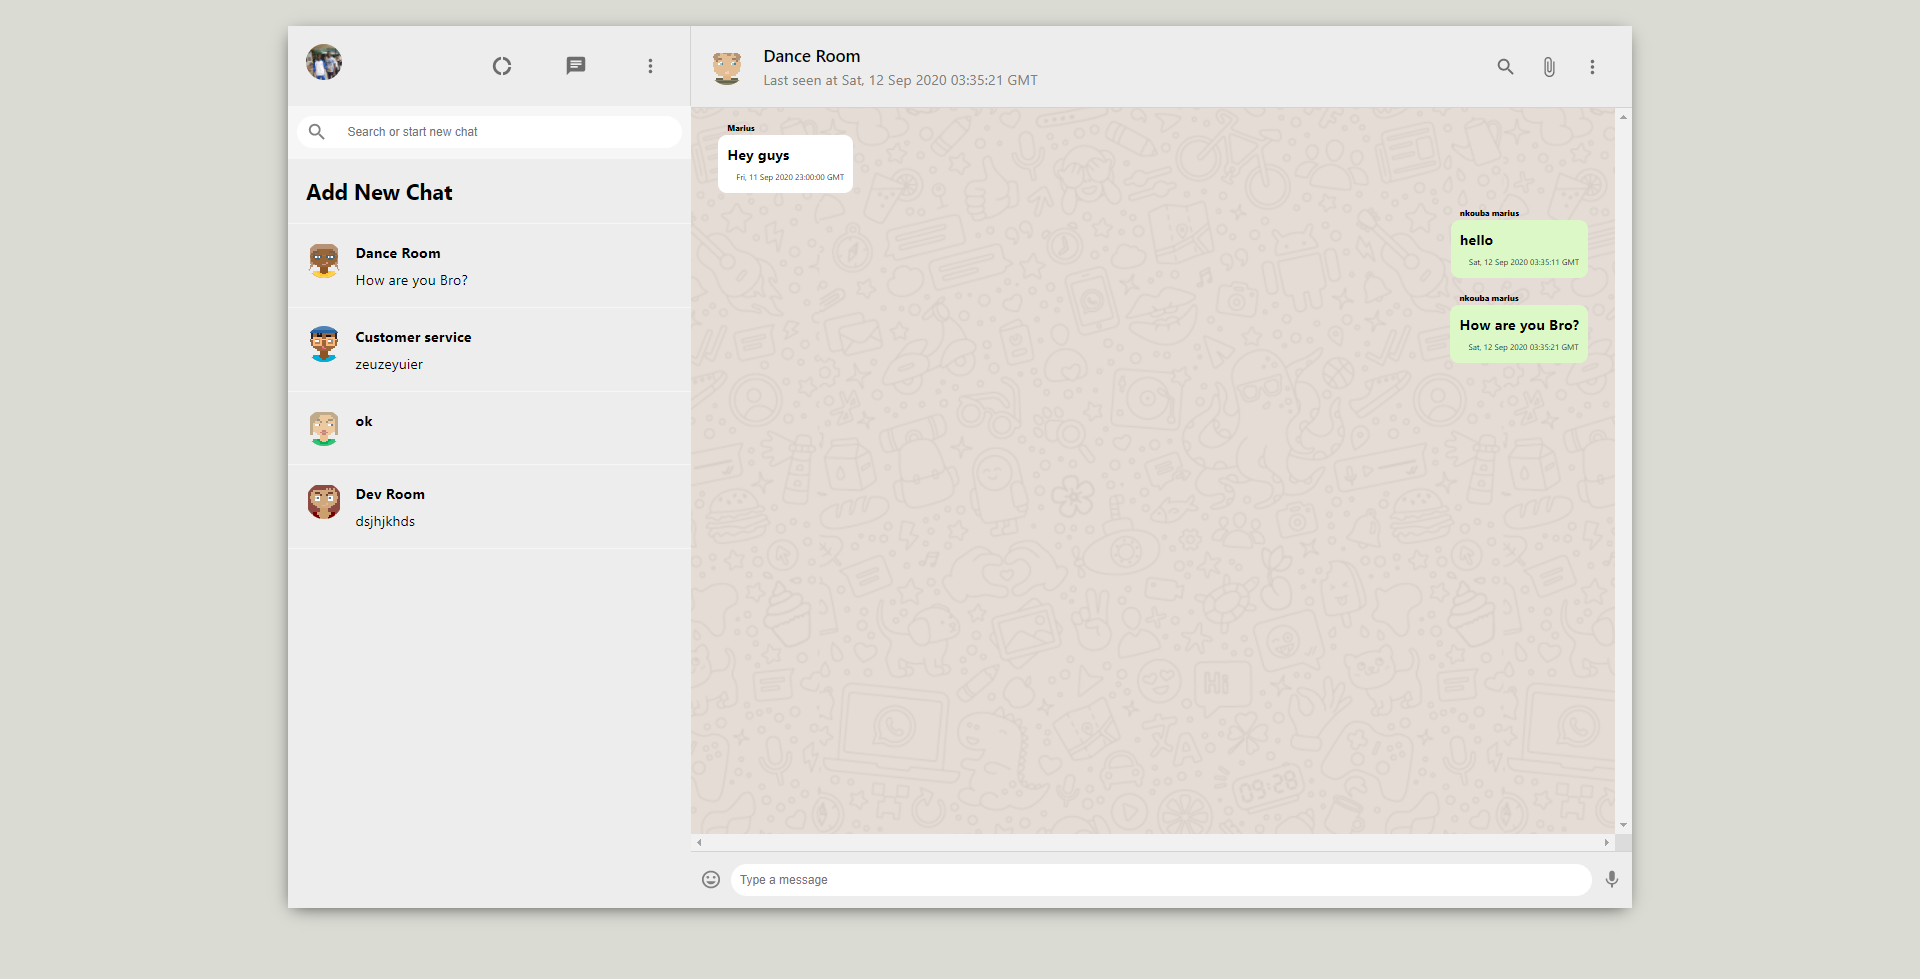 Search or start new chat
Add New Chat
Dance Room
How are you Bro?
Customer service
zeuzeyuier
ok
Dev Room
dsjhjkhds
Dance Room
Last seen at Sat, 12 Sep 2020 03:35:21 GMT
Marius
Hey guys
Fri, 11 Sep 2020 23:00:00 GMT
nkouba marius
hello
Sat, 12 Sep 2020 03:35:11 GMT
nkouba marius
How are you Bro?
Sat, 12 Sep 2020 03:35:21 GMT
Hi
09:28
Type a message